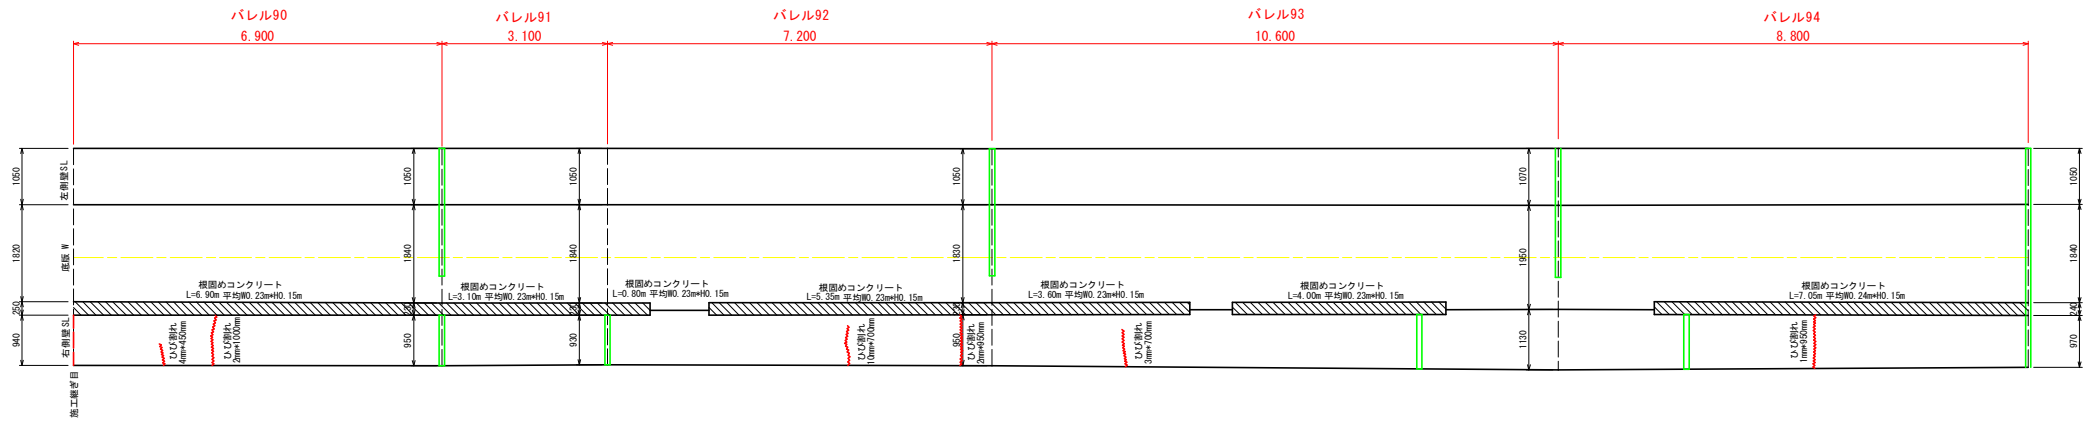 バレル90
バレル91
バレル92
バレル93
バレル94
6.900
3.100
7.200
10.600
8.800
左側壁SL
底版 W
右側壁SL
施工継ぎ目
1050
1820
250
940
1050
1840
950
1050
1840
930
1050
1830
950
1070
1950
1130
1050
1840
240
970
根固めコンクリート
L=6.90m 平均W0.23m*H0.15m
根固めコンクリート
L=3.10m 平均W0.23m*H0.15m
根固めコンクリート
L=0.80m 平均W0.23m*H0.15m
根固めコンクリート
L=5.35m 平均W0.23m*H0.15m
根固めコンクリート
L=3.60m 平均W0.23m*H0.15m
根固めコンクリート
L=4.00m 平均W0.23m*H0.15m
根固めコンクリート
L=7.05m 平均W0.24m*H0.15m
ひび割れ
4mm*450mm
ひび割れ
2mm*1000mm
ひび割れ
10mm*700mm
ひび割れ
2mm*950mm
ひび割れ
3mm*700mm
ひび割れ
1mm*950mm